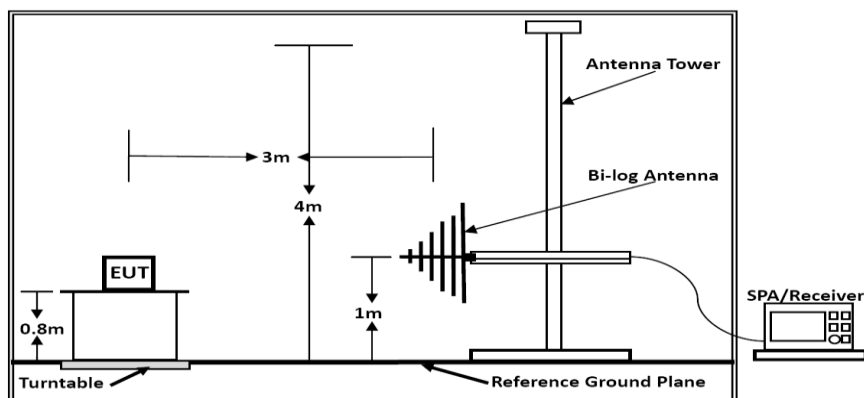 Antenna Tower
3m
Bi-log Antenna
4m
EUT
SPA/Receiver
0.8m
1m
Turntable
Reference Ground Plane